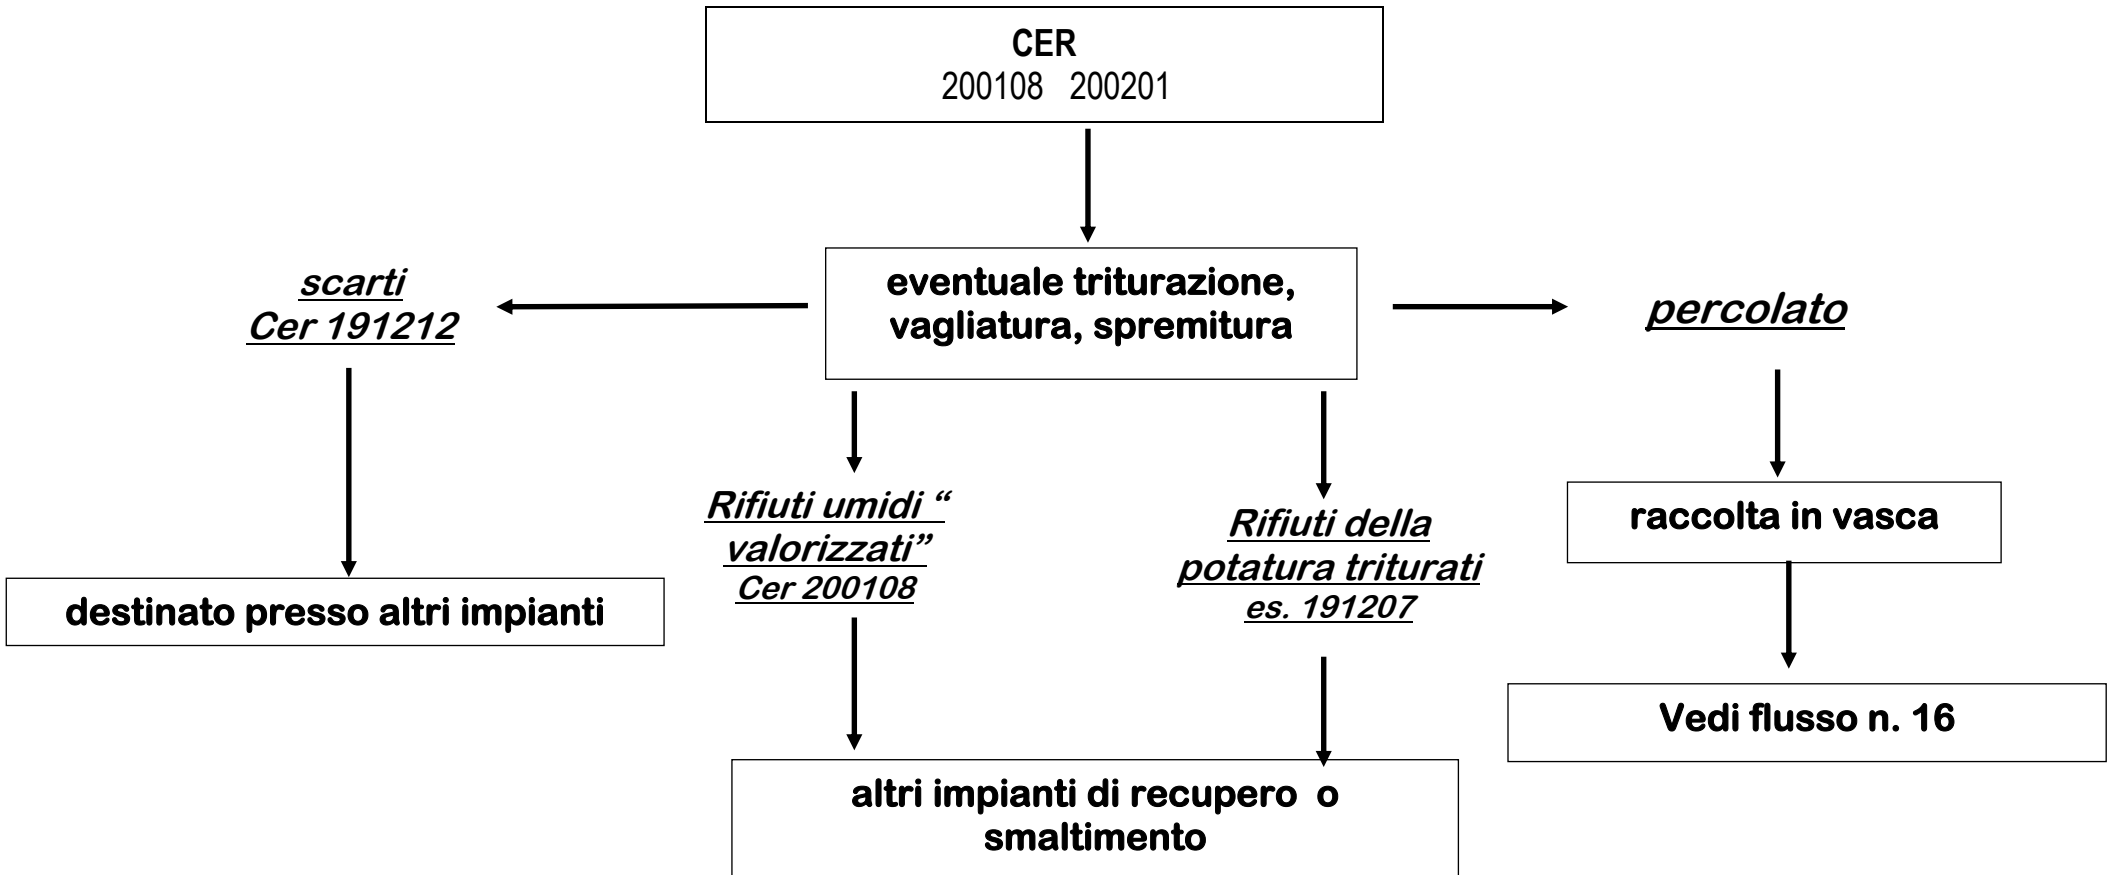 CER
200108 200201
scarti
Cer 191212
eventuale triturazione,
vagliatura, spremitura
percolato
Rifiuti umidi “
valorizzati”
Cer 200108
Rifiuti della
potatura triturati
es. 191207
raccolta in vasca
destinato presso altri impianti
Vedi flusso n. 16
altri impianti di recupero o
smaltimento